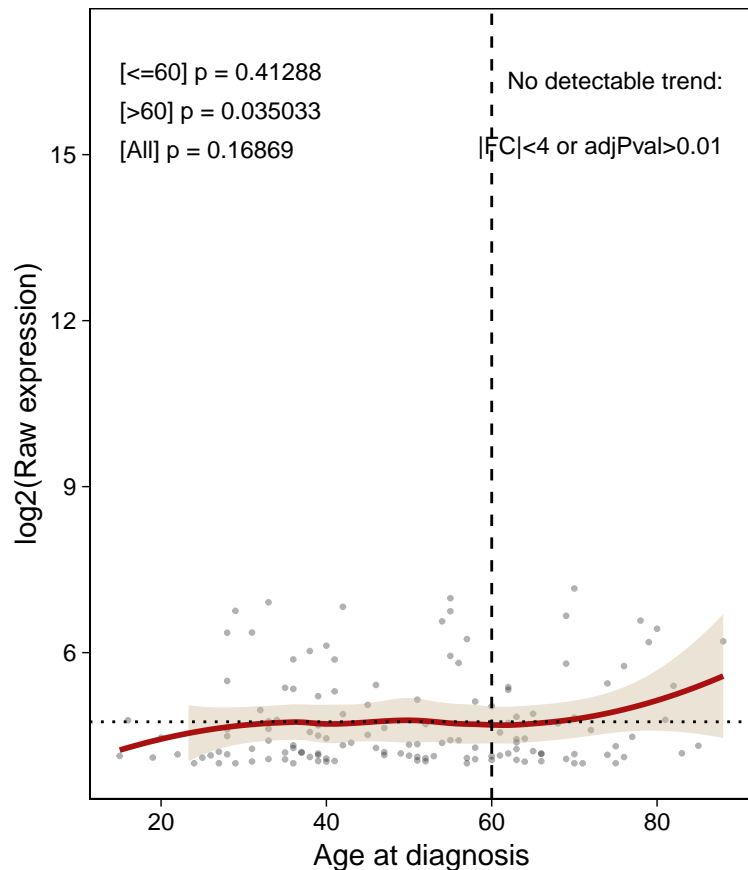 [<=60] p = 0.41288
[>60] p = 0.035033
[All] p = 0.16869
No detectable trend:
|FC|<4 or adjPval>0.01
log2(Raw expression)
15
12
9
6
20
40
60
80
Age at diagnosis